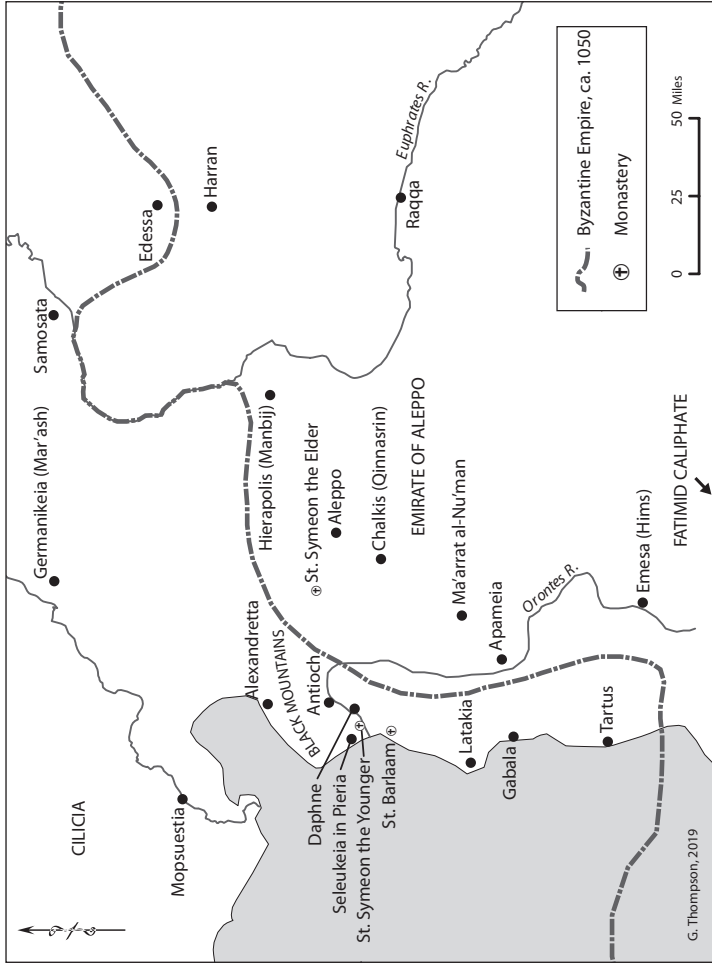 CILICIA
Mopsuestia
Germanikeia (Mar'ash)
Samosata
Edessa
Harran
Alexandretta
BLACK MOUNTAINS
Antioch
Daphne
Seleukeia in Pieria
St. Symeon the Younger
St. Barlaam
Hierapolis (Manbij)
St. Symeon the Elder
Aleppo
Chalkis (Qinnasrin)
EMIRATE OF ALEPPO
Euphrates R.
Raqqa
Ma'arrat al-Nu'man
Latakia
Apameia
Gabala
Orontes R.
Tartus
Emesa (Hims)
FATIMID CALIPHATE
Byzantine Empire, ca. 1050
Monastery
0 25 50 Miles
G. Thompson, 2019